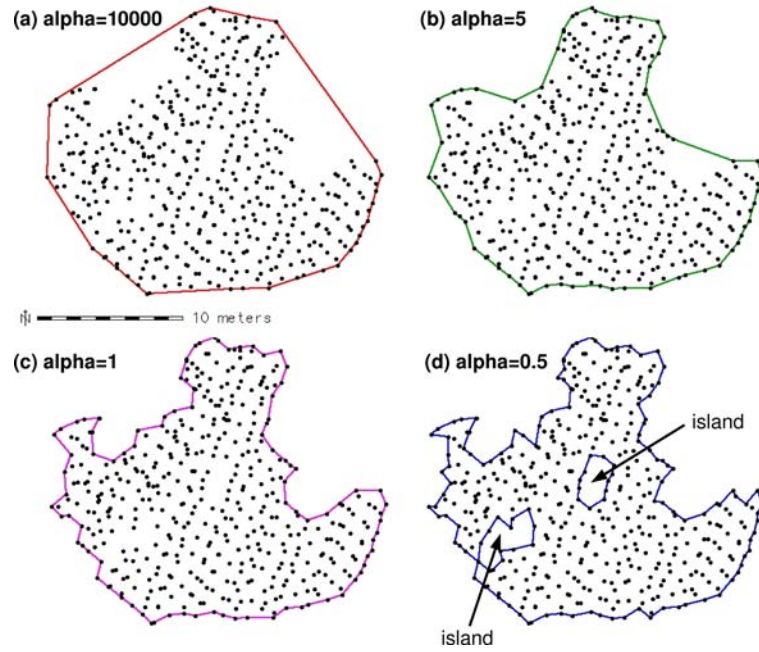 (a) alpha=10000
(b) alpha=5
N 10 meters
(c) alpha=1
(d) alpha=0.5
island
island